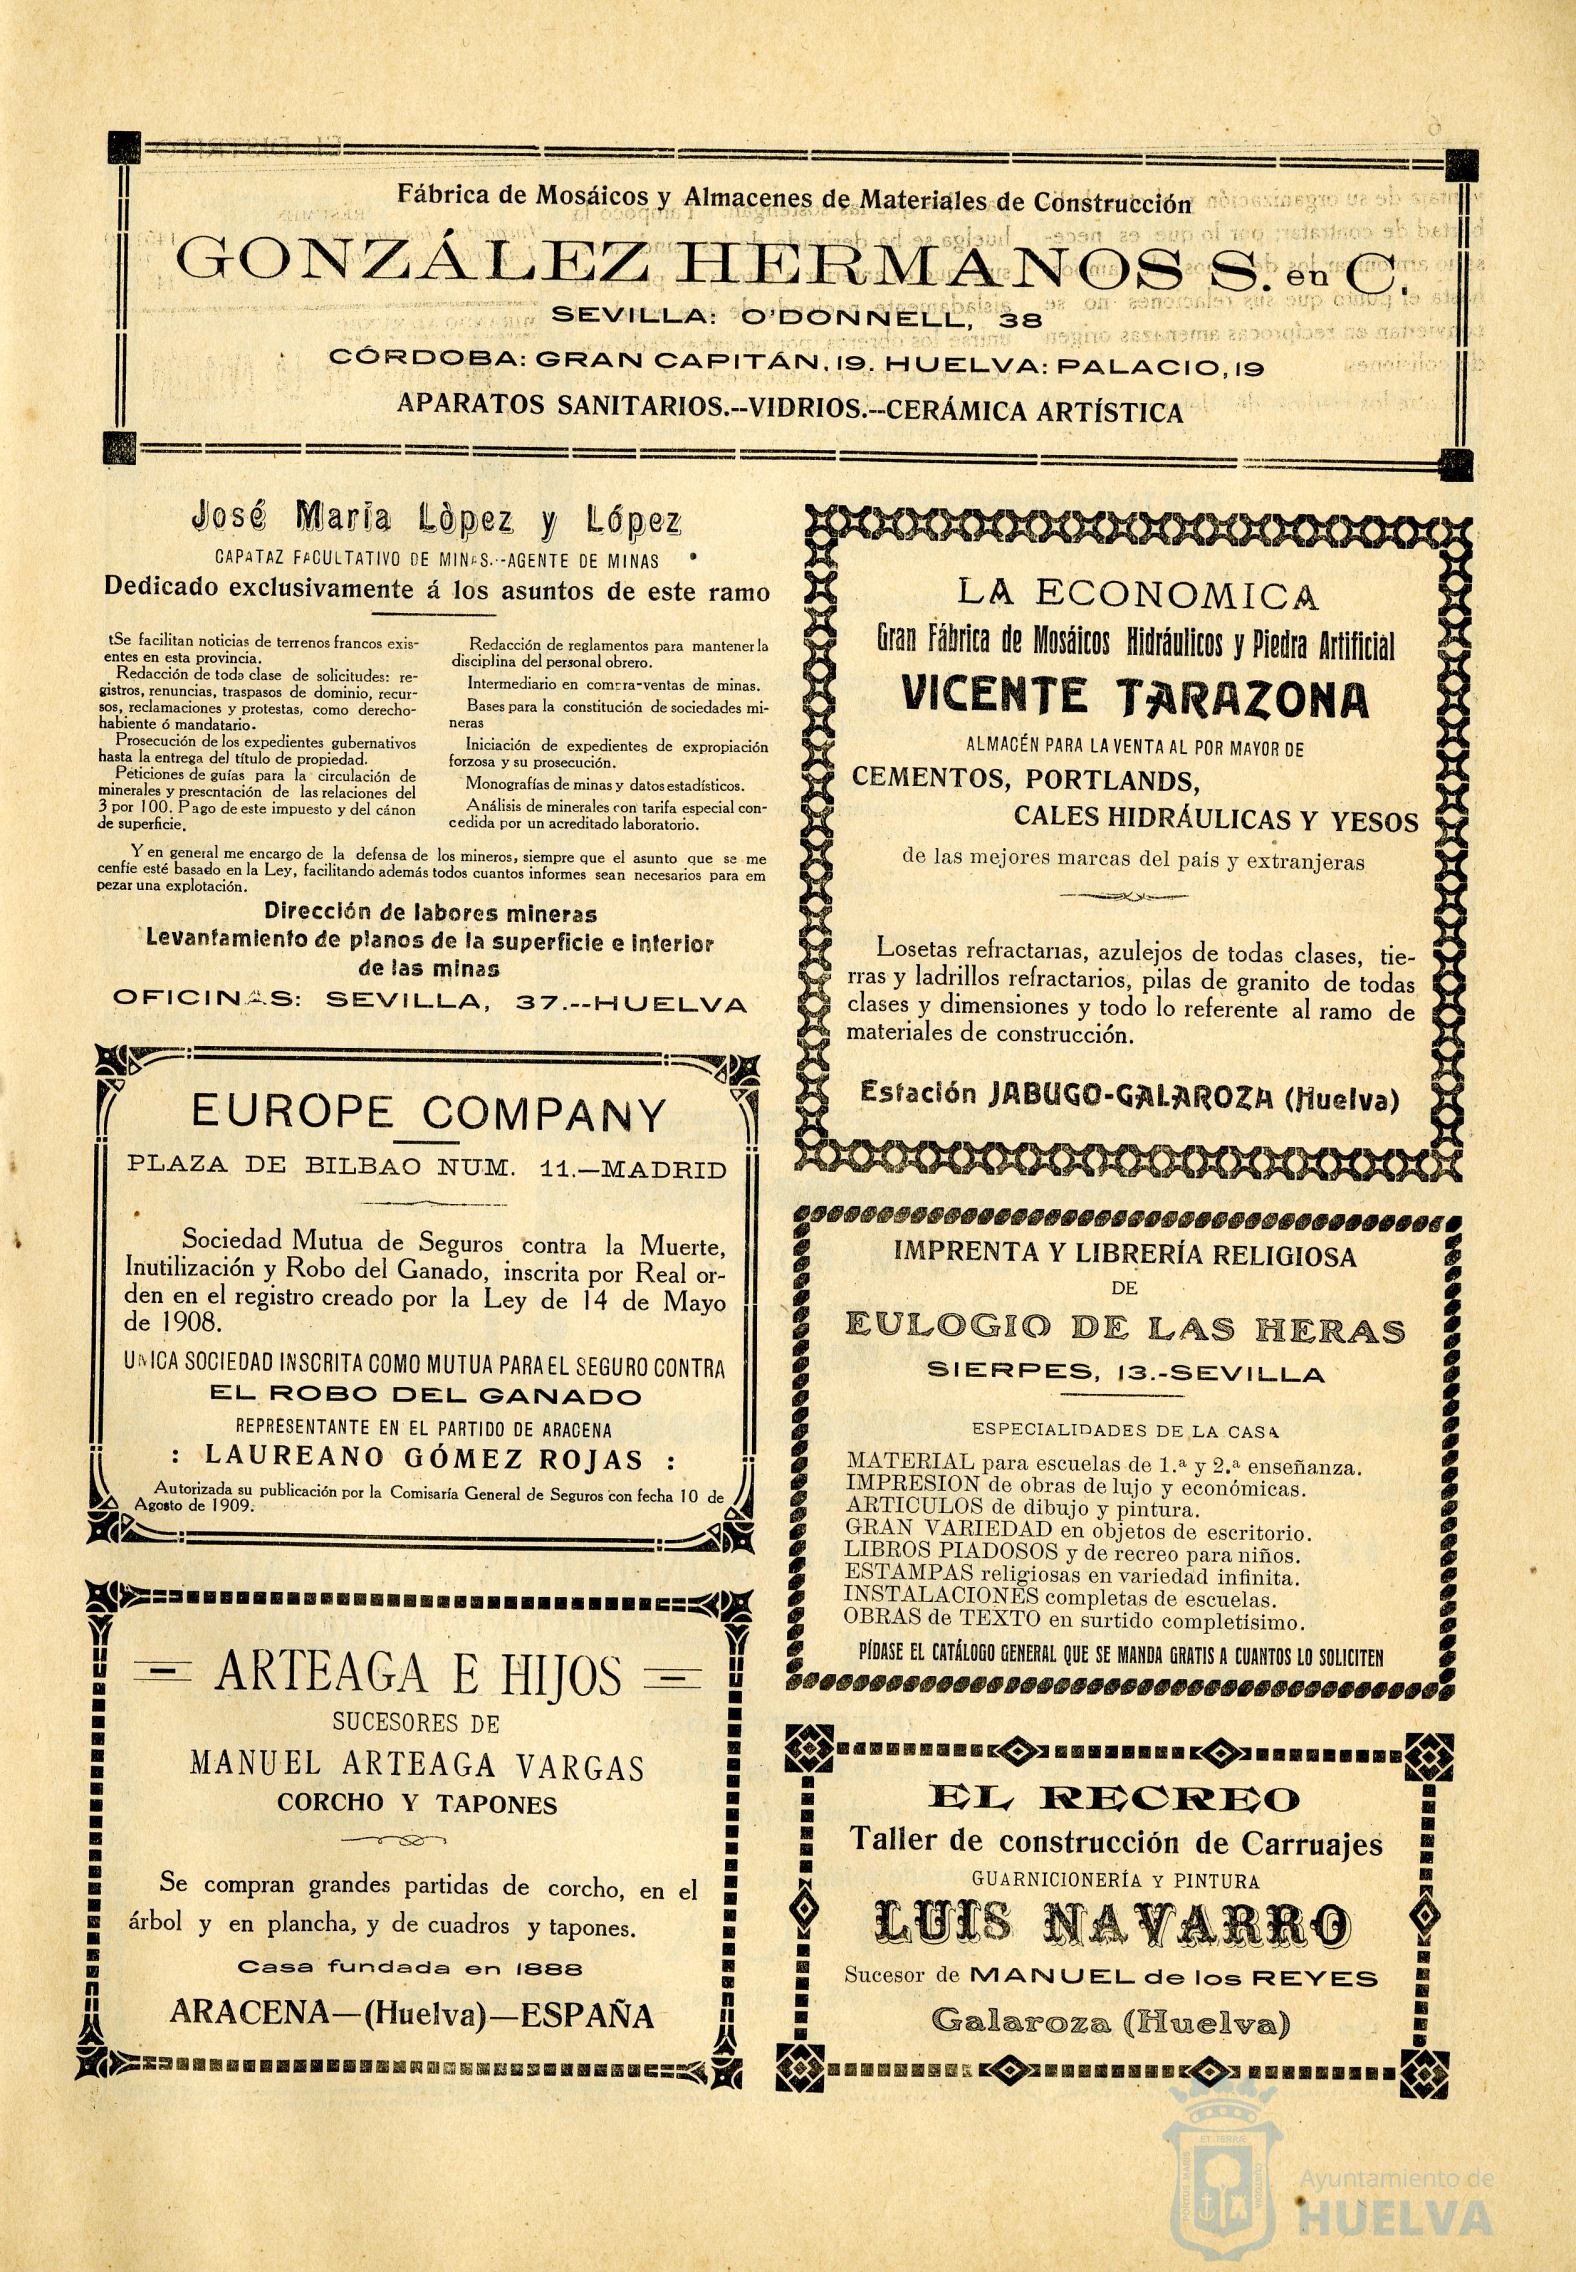 Fábrica de Mosáicos y Almacenes de Materiales de Construcción
GONZÁLEZ HERMANOS S. en C.
SEVILLA: O'DONNELL, 38
CÓRDOBA: GRAN CAPITÁN, 19. HUELVA: PALACIO, 19
APARATOS SANITARIOS.--VIDRIOS.--CERÁMICA ARTÍSTICA
José María Lòpez y López
CAPATAZ FACULTATIVO DE MINAS.--AGENTE DE MINAS
Dedicado exclusivamente á los asuntos de este ramo
tSe facilitan noticias de terrenos francos exis-
entes en esta provincia.
Redacción de toda clase de solicitudes: re-
gistros, renuncias, traspasos de dominio, recur-
sos, reclamaciones y protestas, como derecho-
habiente ó mandatario.
Prosecución de los expedientes gubernativos
hasta la entrega del título de propiedad.
Peticiones de guías para la circulación de
minerales y presentación de las relaciones del
3 por 100. Pago de este impuesto y del cánon
de superficie.
Redacción de reglamentos para mantener la
disciplina del personal obrero.
Intermediario en compra-ventas de minas.
Bases para la constitución de sociedades mi-
neras
Iniciación de expedientes de expropiación
forzosa y su prosecución.
Monografías de minas y datos estadísticos.
Análisis de minerales con tarifa especial con-
cedida por un acreditado laboratorio.
Y en general me encargo de la defensa de los mineros, siempre que el asunto que se me
cenfíe esté basado en la Ley, facilitando además todos cuantos informes sean necesarios para em
pezar una explotación.
Dirección de labores mineras
Levantamiento de planos de la superficie e interior
de las minas
OFICINAS: SEVILLA, 37.--HUELVA
EUROPE COMPANY
PLAZA DE BILBAO NUM. 11.—MADRID
Sociedad Mutua de Seguros contra la Muerte,
Inutilización y Robo del Ganado, inscrita por Real or-
den en el registro creado por la Ley de 14 de Mayo
de 1908.
UNICA SOCIEDAD INSCRITA COMO MUTUA PARA EL SEGURO CONTRA
EL ROBO DEL GANADO
REPRESENTANTE EN EL PARTIDO DE ARACENA
: LAUREANO GÓMEZ ROJAS :
Autorizada su publicación por la Comisaría General de Seguros con fecha 10 de
Agosto de 1909.
ARTEAGA E HIJOS
SUCESORES DE
MANUEL ARTEAGA VARGAS
CORCHO Y TAPONES
Se compran grandes partidas de corcho, en el
árbol y en plancha, y de cuadros y tapones.
Casa fundada en 1888
ARACENA—(Huelva)—ESPAÑA
LA ECONOMICA
Gran Fábrica de Mosáicos Hidráulicos y Piedra Artificial
VICENTE TARAZONA
ALMACÉN PARA LA VENTA AL POR MAYOR DE
CEMENTOS, PORTLANDS,
CALES HIDRÁULICAS Y YESOS
de las mejores marcas del país y extranjeras
Losetas refractarias, azulejos de todas clases, tie-
rras y ladrillos refractarios, pilas de granito de todas
clases y dimensiones y todo lo referente al ramo de
materiales de construcción.
Estación JABUGO-GALAROZA (Huelva)
IMPRENTA Y LIBRERÍA RELIGIOSA
DE
EULOGIO DE LAS HERAS
SIERPES, 13.-SEVILLA
ESPECIALIDADES DE LA CASA
MATERIAL para escuelas de 1.ª y 2.ª enseñanza.
IMPRESION de obras de lujo y económicas.
ARTICULOS de dibujo y pintura.
GRAN VARIEDAD en objetos de escritorio.
LIBROS PIADOSOS y de recreo para niños.
ESTAMPAS religiosas en variedad infinita.
INSTALACIONES completas de escuelas.
OBRAS de TEXTO en surtido completísimo.
PÍDASE EL CATÁLOGO GENERAL QUE SE MANDA GRATIS A CUANTOS LO SOLICITEN
EL RECREO
Taller de construcción de Carruajes
GUARNICIONERÍA Y PINTURA
LUIS NAVARRO
Sucesor de MANUEL de los REYES
Galaroza (Huelva)
Ayuntamiento de
HUELVA